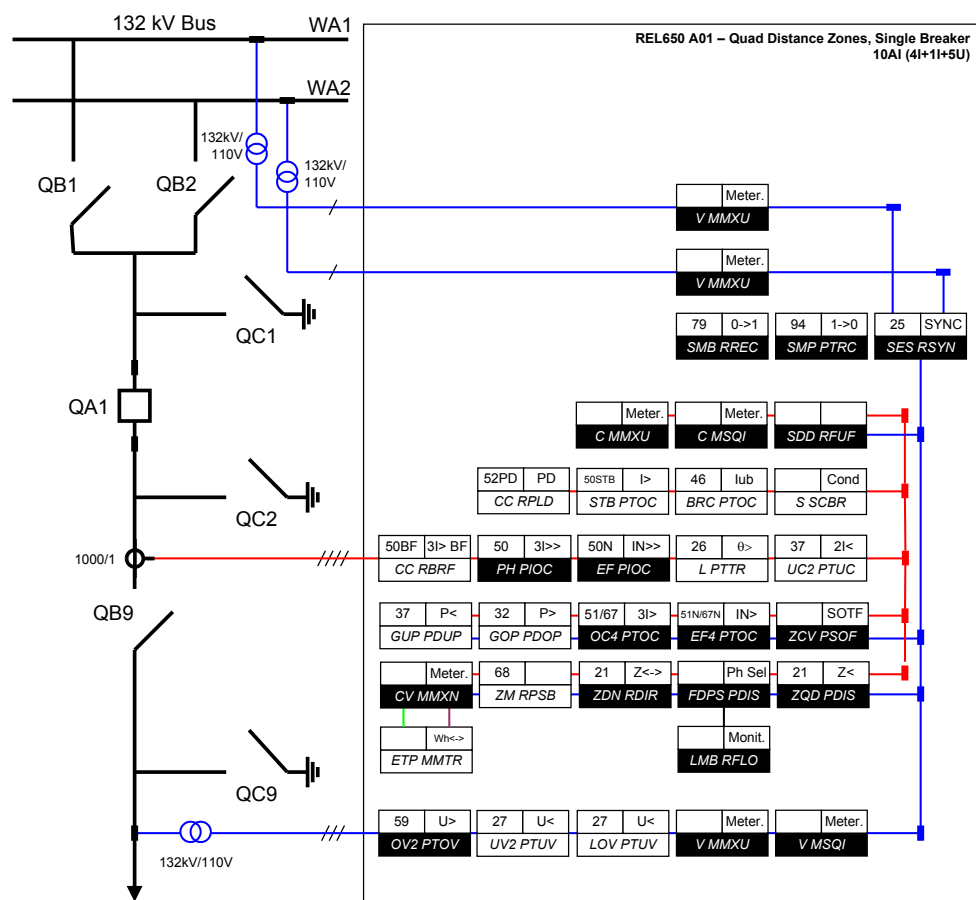 132 kV Bus
WA1
REL650 A01 – Quad Distance Zones, Single Breaker
10AI (4I+1I+5U)
WA2
132kV/
110V
132kV/
110V
QB1
QB2
Meter.
V MMXU
Meter.
V MMXU
QC1
79 0->1
SMB RREC
94 1->0
SMP PTRC
25 SYNC
SES RSYN
QA1
Meter.
C MMXU
Meter.
C MSQI
SDD RFUF
QC2
52PD PD
CC RPLD
50STB I>
STB PTOC
46 Iub
BRC PTOC
Cond
S SCBR
1000/1
50BF 3I> BF
CC RBRF
50 3I>>
PH PIOC
50N IN>>
EF PIOC
26 θ>
L PTTR
37 2I<
UC2 PTUC
QB9
37 P<
GUP PDUP
32 P>
GOP PDOP
51/67 3I>
OC4 PTOC
51N/67N IN>
EF4 PTOC
SOTF
ZCV PSOF
Meter.
CV MMXN
68
ZM RPSB
21 Z<->
ZDN RDIR
Ph Sel
FDPS PDIS
21 Z<
ZQD PDIS
Wh<->
ETP MMTR
Monit.
LMB RFLO
QC9
59 U>
OV2 PTOV
27 U<
UV2 PTUV
27 U<
LOV PTUV
Meter.
V MMXU
Meter.
V MSQI
132kV/110V